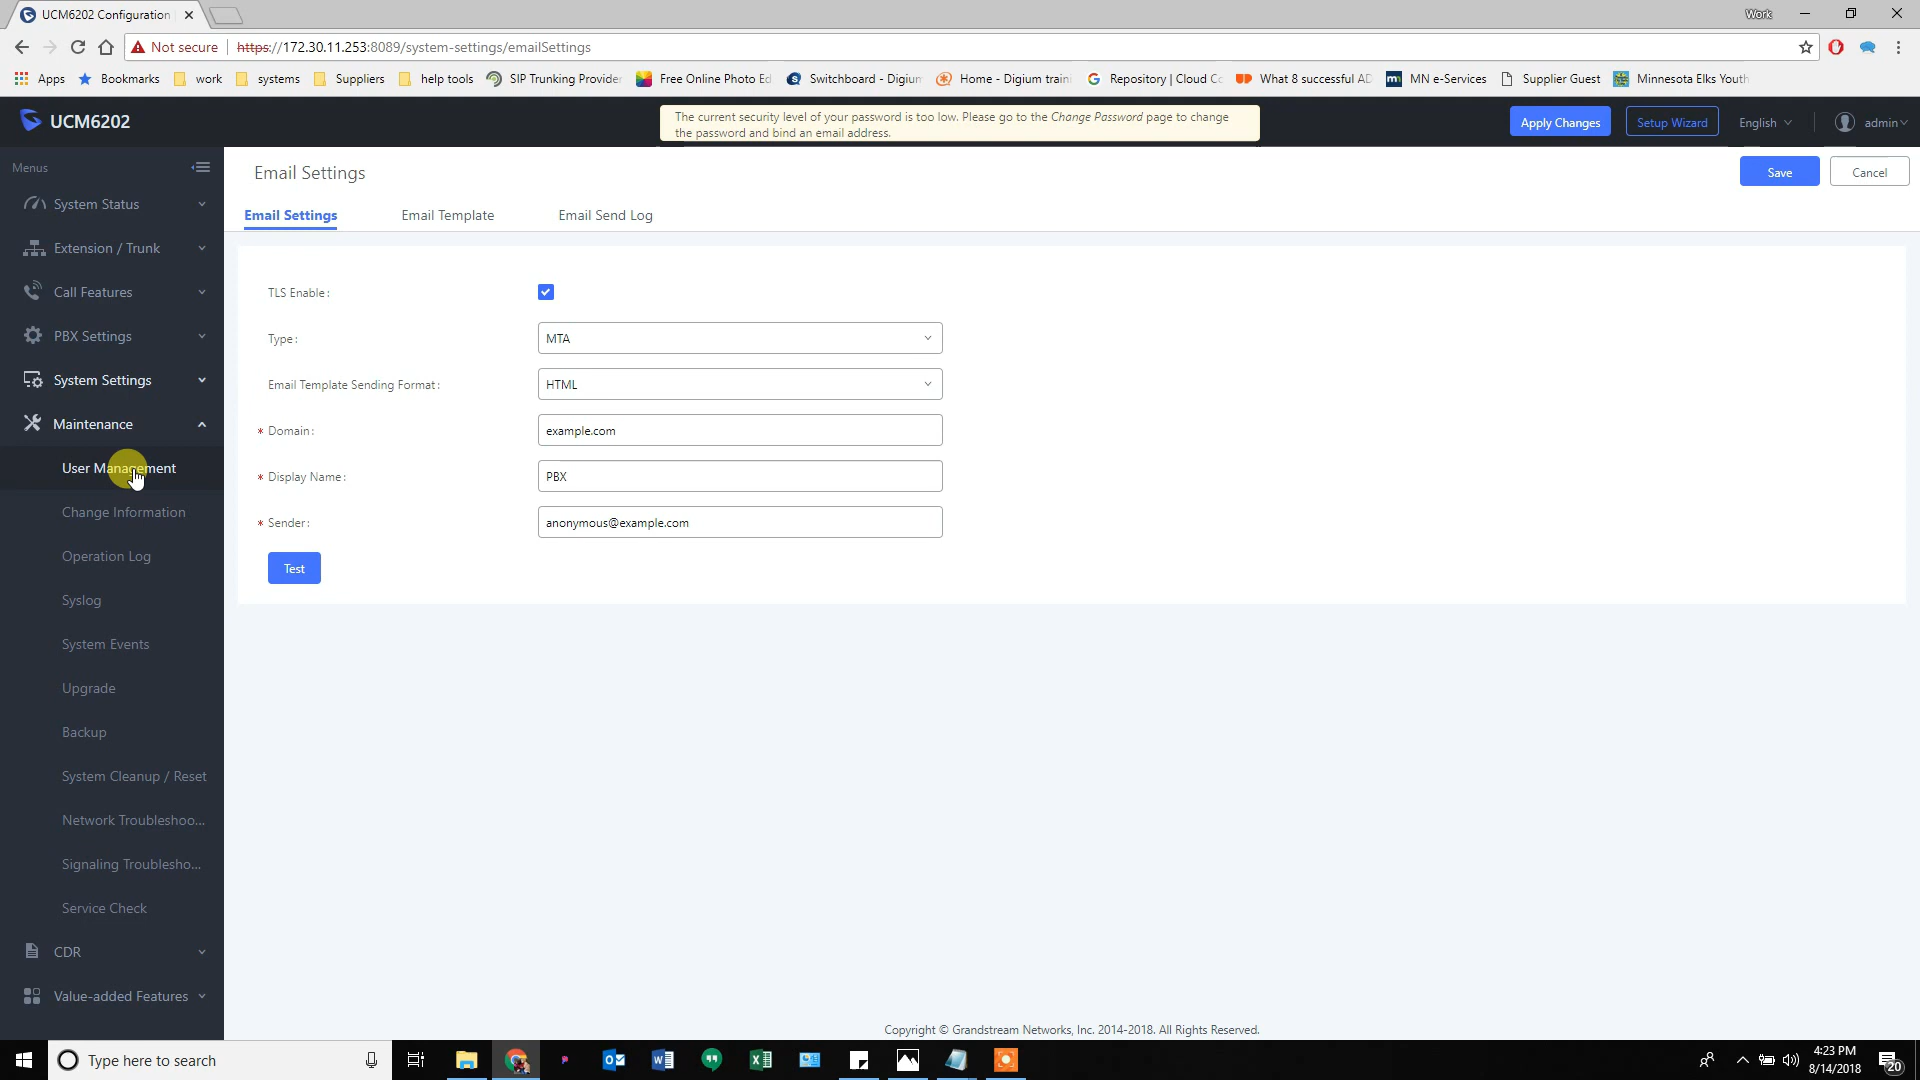 UCM6202 Configuration
Work
Not secure
https://172.30.11.253:8089/system-settings/emailSettings
Apps
Bookmarks
work
systems
Suppliers
help tools
SIP Trunking Provider
Free Online Photo Ed
Switchboard - Digium
Home - Digium traini
Repository | Cloud Co
What 8 successful AD
MN e-Services
Supplier Guest
Minnesota Elks Youth
UCM6202
The current security level of your password is too low. Please go to the Change Password page to change
the password and bind an email address.
Apply Changes
Setup Wizard
English
admin
Menus
System Status
Extension / Trunk
Call Features
PBX Settings
System Settings
Maintenance
User Management
Change Information
Operation Log
Syslog
System Events
Upgrade
Backup
System Cleanup / Reset
Network Troubleshoo...
Signaling Troublesho...
Service Check
CDR
Value-added Features
Email Settings
Save
Cancel
Email Settings
Email Template
Email Send Log
TLS Enable:
Type:
MTA
Email Template Sending Format:
HTML
* Domain:
example.com
* Display Name:
PBX
* Sender:
anonymous@example.com
Test
Copyright © Grandstream Networks, Inc. 2014-2018. All Rights Reserved.
Type here to search
4:23 PM
8/14/2018
20